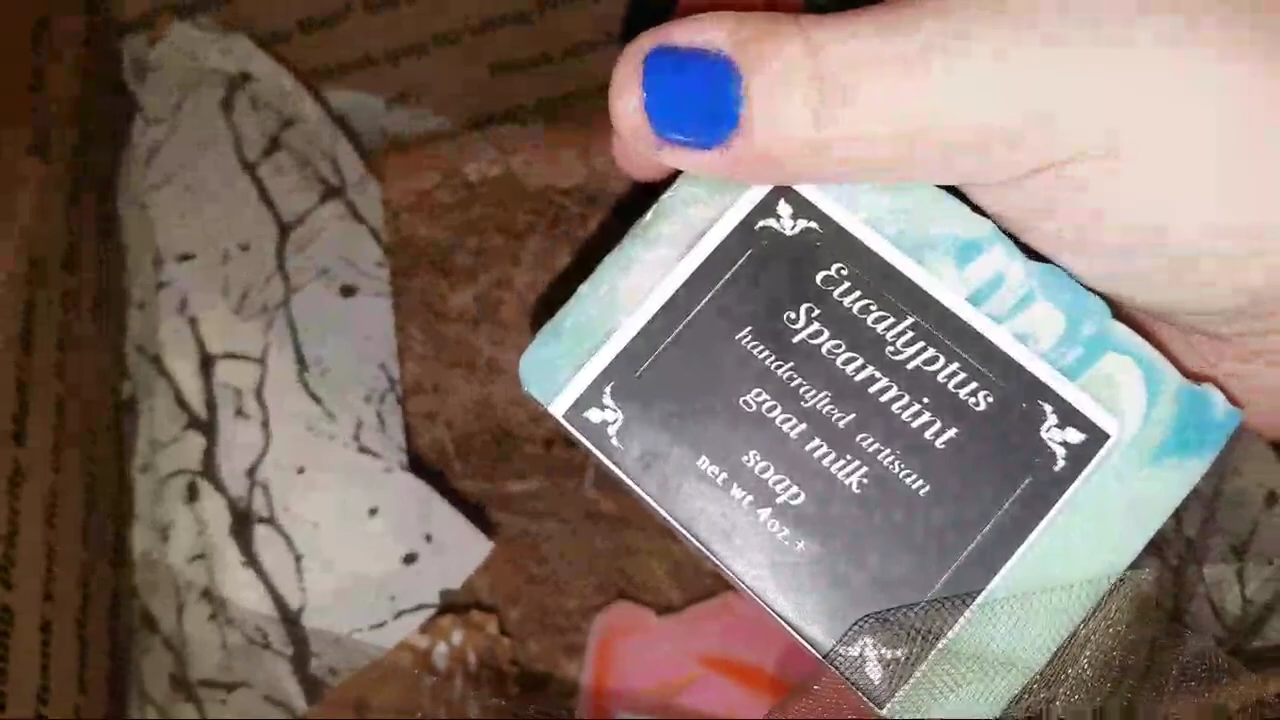 Eucalyptus
Spearmint
handcrafted artisan
goat milk
soap
net wt. 4oz. +